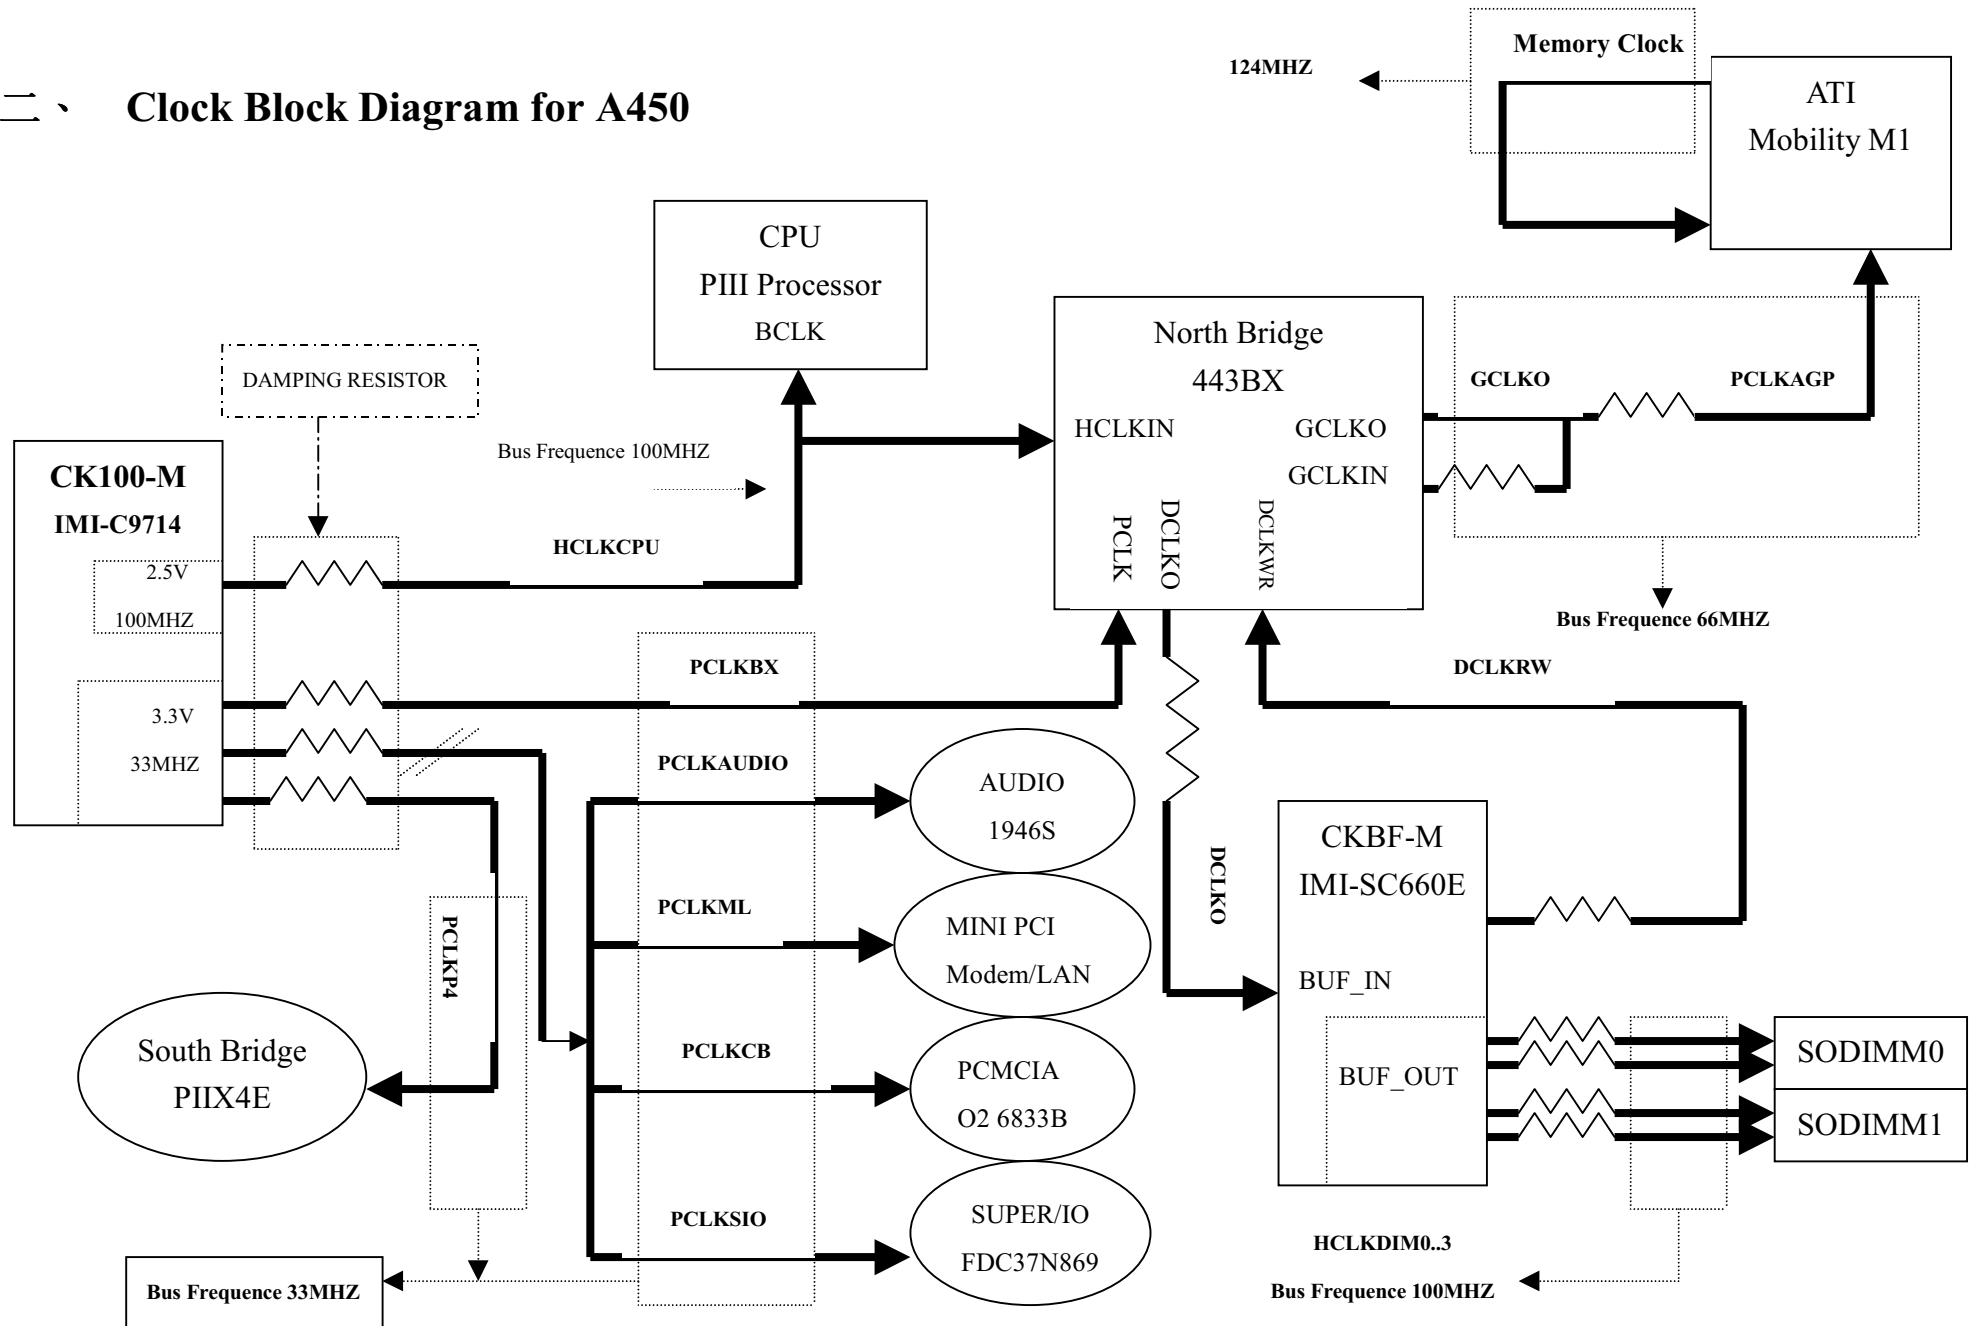 二、 Clock Block Diagram for A450
124MHZ
Memory Clock
ATI
Mobility M1
CPU
PIII Processor
BCLK
DAMPING RESISTOR
Bus Frequence 100MHZ
North Bridge
443BX
HCLKIN
GCLKO
GCLKIN
PCLK
DCLKO
DCLKWR
GCLKO
PCLKAGP
Bus Frequence 66MHZ
CK100-M
IMI-C9714
2.5V
100MHZ
3.3V
33MHZ
HCLKCPU
PCLKBX
DCLKRW
PCLKAUDIO
AUDIO
1946S
PCLKML
MINI PCI
Modem/LAN
PCLKCB
PCMCIA
O2 6833B
PCLKSIO
SUPER/IO
FDC37N869
PCLKP4
South Bridge
PIIX4E
Bus Frequence 33MHZ
DCLKO
CKBF-M
IMI-SC660E
BUF_IN
BUF_OUT
SODIMM0
SODIMM1
HCLKDIM0..3
Bus Frequence 100MHZ